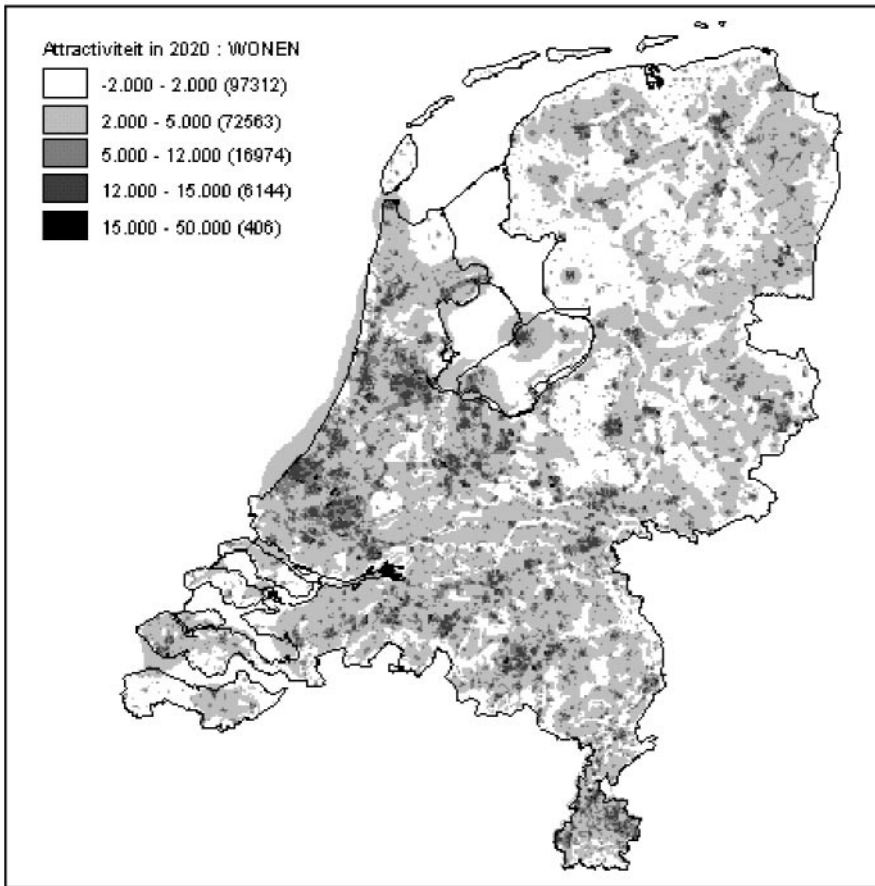 Attractiviteit in 2020 : WONEN
-2.000 - 2.000 (97312)
2.000 - 5.000 (72563)
5.000 - 12.000 (16974)
12.000 - 15.000 (6144)
15.000 - 50.000 (406)